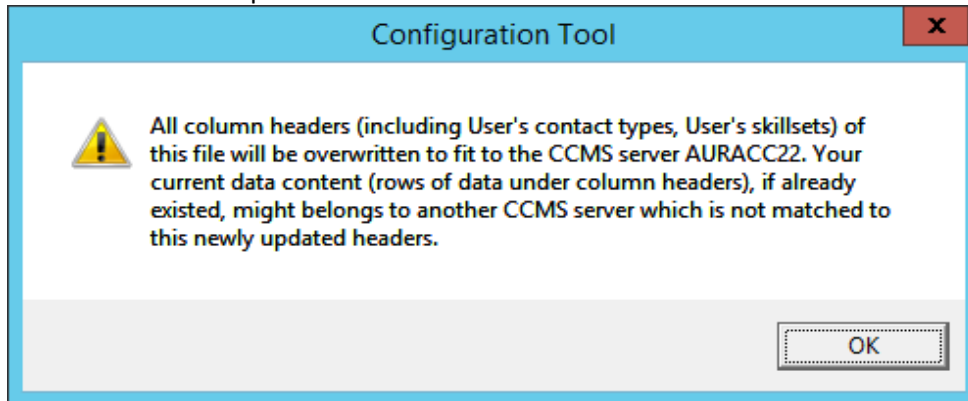 Configuration Tool
x
All column headers (including User's contact types, User's skillsets) of
this file will be overwritten to fit to the CCMS server AURACC22. Your
current data content (rows of data under column headers), if already
existed, might belongs to another CCMS server which is not matched to
this newly updated headers.
OK